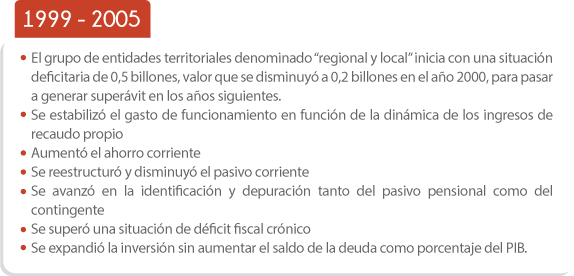 1999 - 2005
• El grupo de entidades territoriales denominado “regional y local” inicia con una situación
deficitaria de 0,5 billones, valor que se disminuyó a 0,2 billones en el año 2000, para pasar
a generar superávit en los años siguientes.
• Se estabilizó el gasto de funcionamiento en función de la dinámica de los ingresos de
recaudo propio
• Aumentó el ahorro corriente
• Se reestructuró y disminuyó el pasivo corriente
• Se avanzó en la identificación y depuración tanto del pasivo pensional como del
contingente
• Se superó una situación de déficit fiscal crónico
• Se expandió la inversión sin aumentar el saldo de la deuda como porcentaje del PIB.